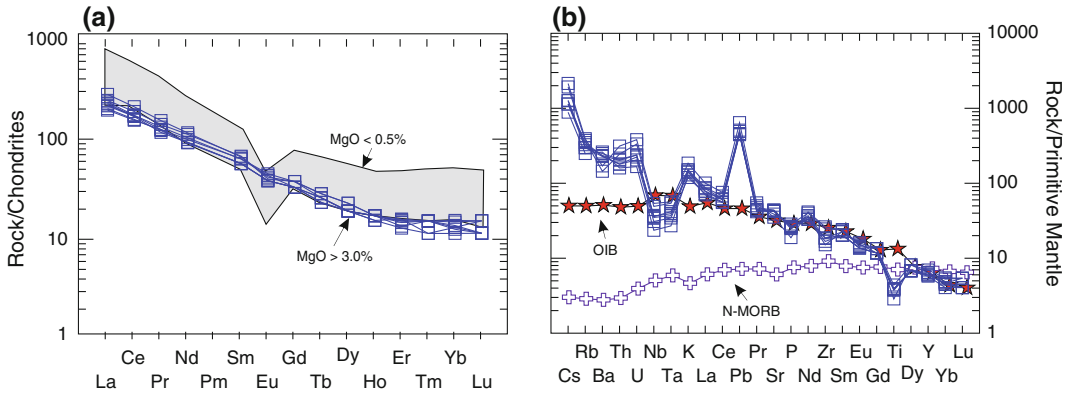 (a)
1000
100
10
1
Rock/Chondrites
MgO < 0.5%
MgO > 3.0%
Ce Nd Sm Gd Dy Er Yb
La Pr Pm Eu Tb Ho Tm Lu
(b)
10000
1000
100
10
1
Rock/Primitive Mantle
OIB
N-MORB
Rb Th Nb K Ce Pr P Zr Eu Ti Y Lu
Cs Ba U Ta La Pb Sr Nd Sm Gd Dy Yb